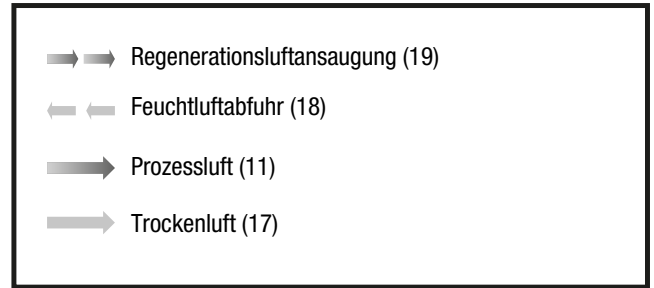 Regenerationsluftansaugung (19)
Feuchtluftabfuhr (18)
Prozessluft (11)
Trockenluft (17)